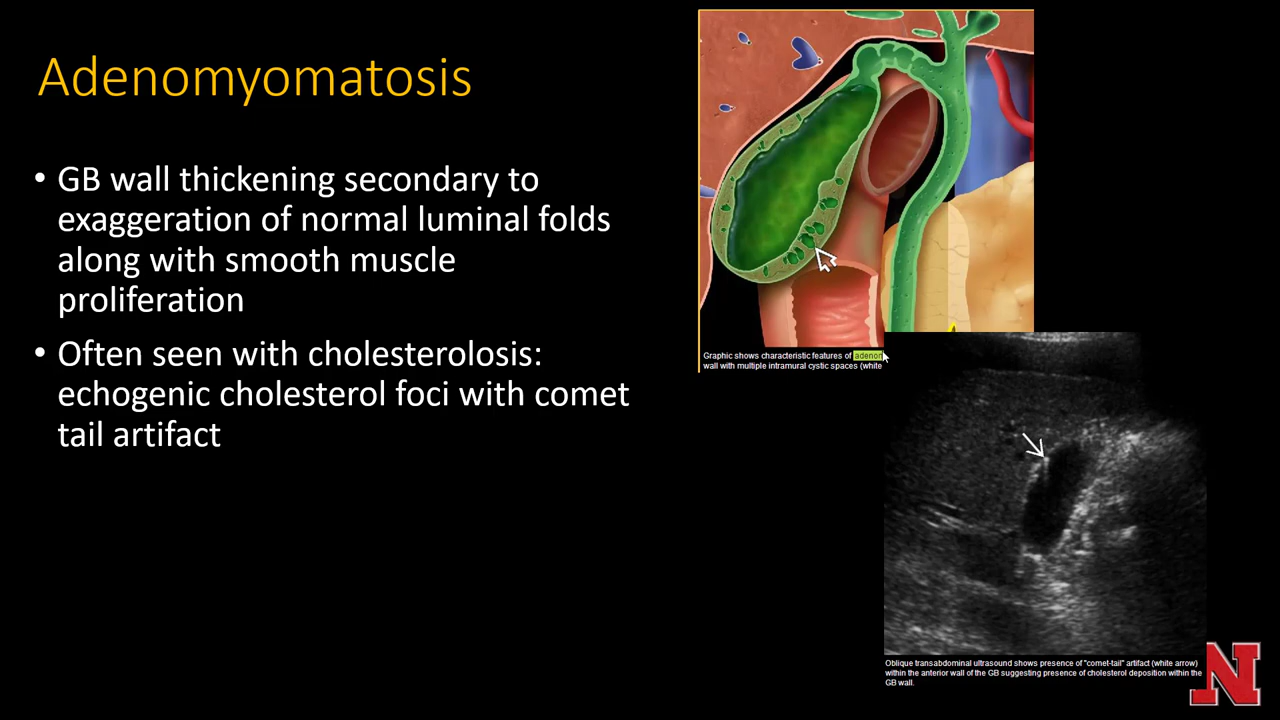 Adenomyomatosis
• GB wall thickening secondary to
exaggeration of normal luminal folds
along with smooth muscle
proliferation
• Often seen with cholesterolosis:
echogenic cholesterol foci with comet
tail artifact
Graphic shows characteristic features of adenom
wall with multiple intramural cystic spaces (white
Oblique transabdominal ultrasound shows presence of "comet-tail" artifact (white arrow)
within the anterior wall of the GB suggesting presence of cholesterol deposition within the
GB wall.
N